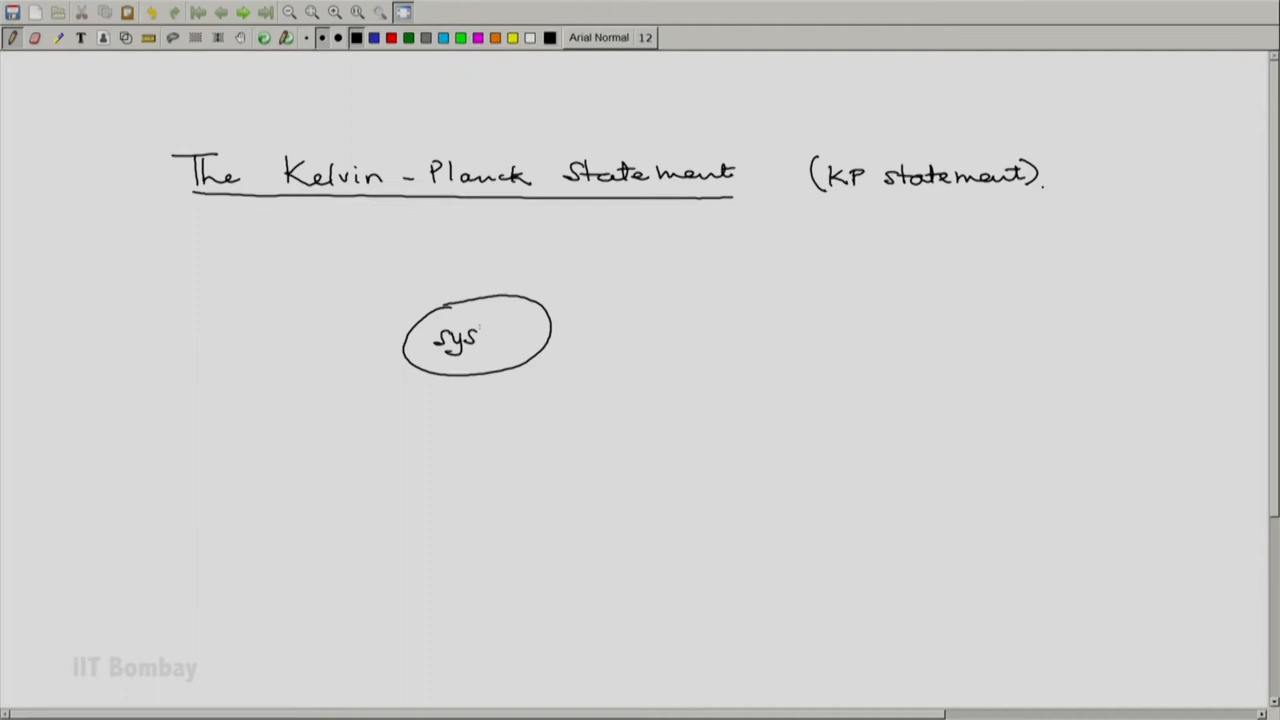 Arial Normal 12
The Kelvin - Planck Statement (KP statement).
sys
IIT Bombay